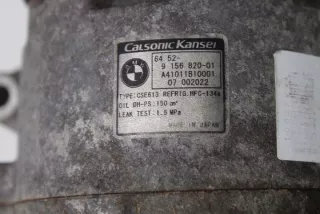 Calsonic Kansei
BMW
64 52-
9 156 820-01
A41011B10001
07 002022
TYPE:CSE613 REFRIG.HFC-134a
OIL BH-PS:150 cm³
LEAK TEST: 1.5 MPa
MADE IN JAPAN